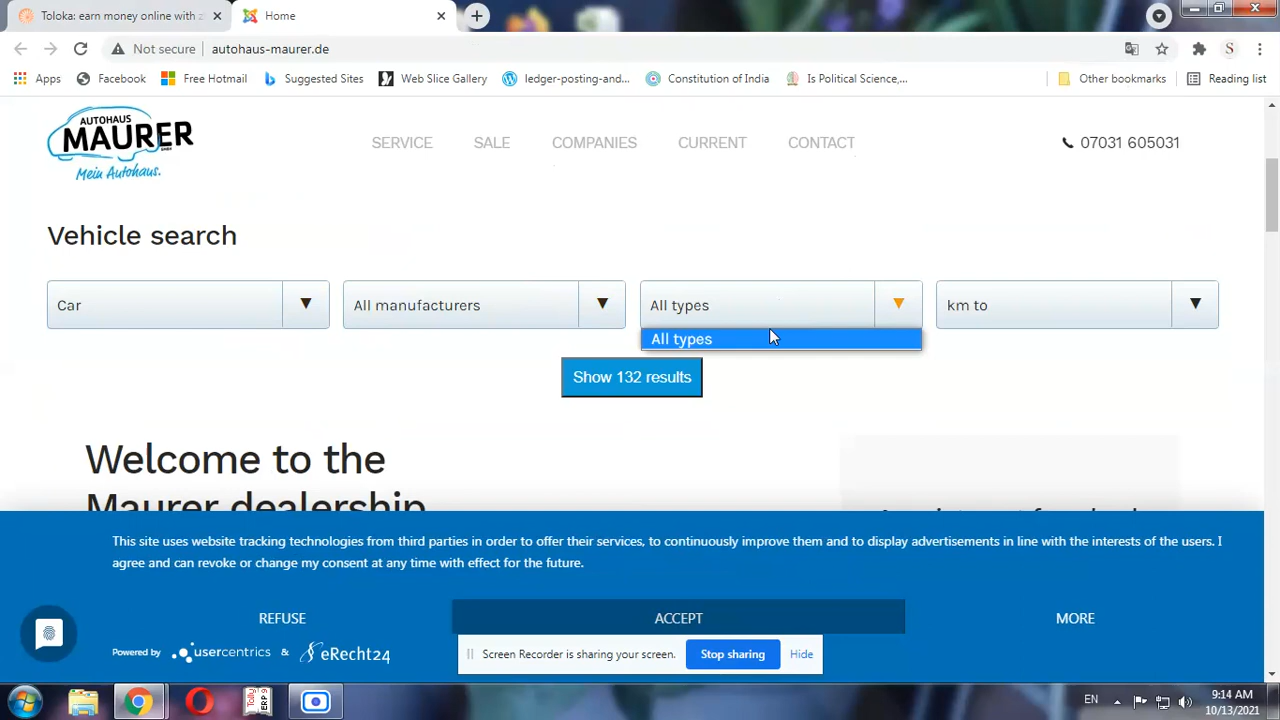 Toloka: earn money online with
Home
Not secure
autohaus-maurer.de
Apps
Facebook
Free Hotmail
Suggested Sites
Web Slice Gallery
ledger-posting-and...
Constitution of India
Is Political Science,...
Other bookmarks
Reading list
AUTOHAUS
MAURER
Mein Autohaus.
SERVICE
SALE
COMPANIES
CURRENT
CONTACT
07031 605031
Vehicle search
Car
All manufacturers
All types
km to
All types
Show 132 results
Welcome to the
Maurer dealership
This site uses website tracking technologies from third parties in order to offer their services, to continuously improve them and to display advertisements in line with the interests of the users. I
agree and can revoke or change my consent at any time with effect for the future.
REFUSE
ACCEPT
MORE
Powered by
usercentrics
&
eRecht24
Screen Recorder is sharing your screen.
Stop sharing
Hide
EN
9:14 AM
10/13/2021